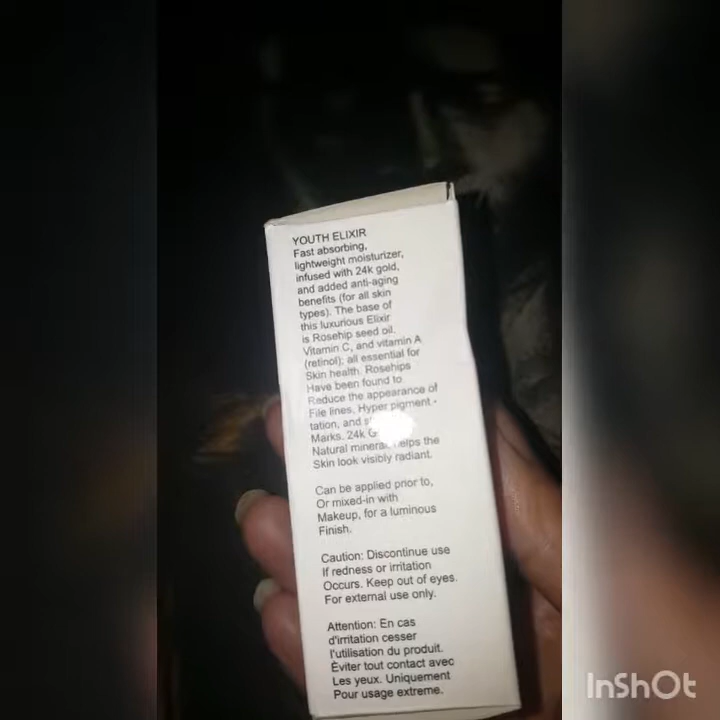 YOUTH ELIXIR
Fast absorbing,
lightweight moisturizer,
infused with 24k gold,
and added anti-aging
benefits (for all skin
types). The base of
this luxurious Elixir
is Rosehip seed oil,
Vitamin C, and vitamin A
(retinol); all essential for
Skin health. Rosehips
Have been found to
Reduce the appearance of
File lines, Hyper pigment -
tation, and
Marks. 24k
Natural mineral helps the
Skin look visibly radiant.
Can be applied prior to,
Or mixed-in with
Makeup, for a luminous
Finish.
Caution: Discontinue use
If redness or irritation
Occurs. Keep out of eyes.
For external use only.
Attention: En cas
d'irritation cesser
l'utilisation du produit.
Èviter tout contact avec
Les yeux. Uniquement
Pour usage extreme.
InShOt